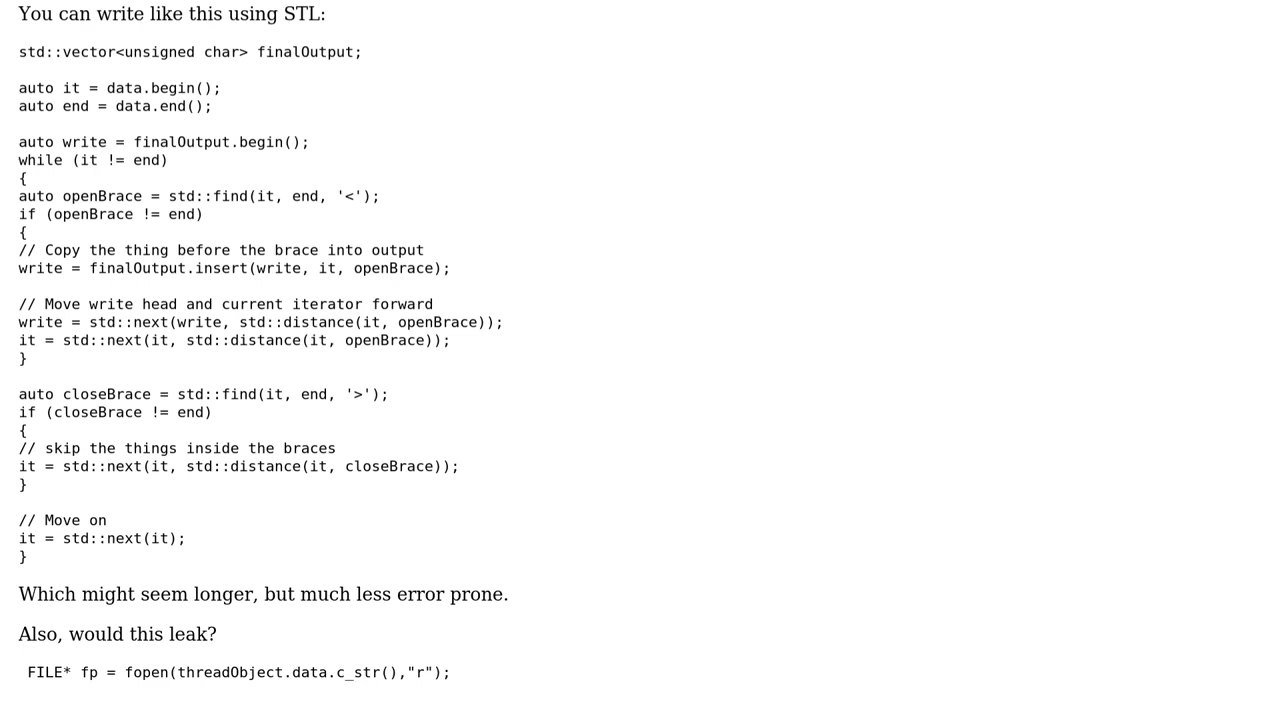 You can write like this using STL:
std::vector<unsigned char> finalOutput;
auto it = data.begin();
auto end = data.end();
auto write = finalOutput.begin();
while (it != end)
{
auto openBrace = std::find(it, end, '<');
if (openBrace != end)
{
// Copy the thing before the brace into output
write = finalOutput.insert(write, it, openBrace);
// Move write head and current iterator forward
write = std::next(write, std::distance(it, openBrace));
it = std::next(it, std::distance(it, openBrace));
}
auto closeBrace = std::find(it, end, '>');
if (closeBrace != end)
{
// skip the things inside the braces
it = std::next(it, std::distance(it, closeBrace));
}
// Move on
it = std::next(it);
}
Which might seem longer, but much less error prone.
Also, would this leak?
FILE* fp = fopen(threadObject.data.c_str(),"r");